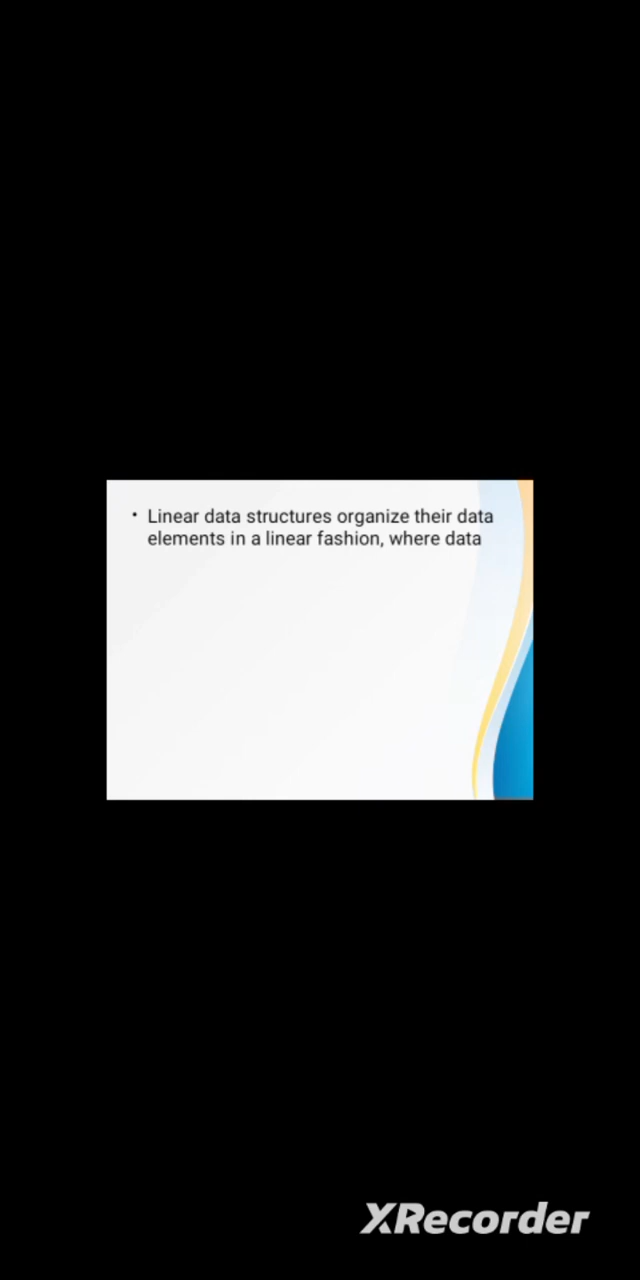 • Linear data structures organize their data
elements in a linear fashion, where data
XRecorder